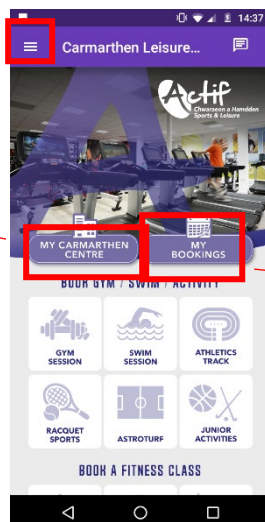 14:37
Carmarthen Leisure...
Actif
Chwaraeon a Hamdden
Sports & Leisure
MY CARMARTHEN
CENTRE
MY
BOOKINGS
BOOK GYM / SWIM / ACTIVITY
GYM
SESSION
SWIM
SESSION
ATHLETICS
TRACK
RACQUET
SPORTS
ASTROTURF
JUNIOR
ACTIVITIES
BOOK A FITNESS CLASS